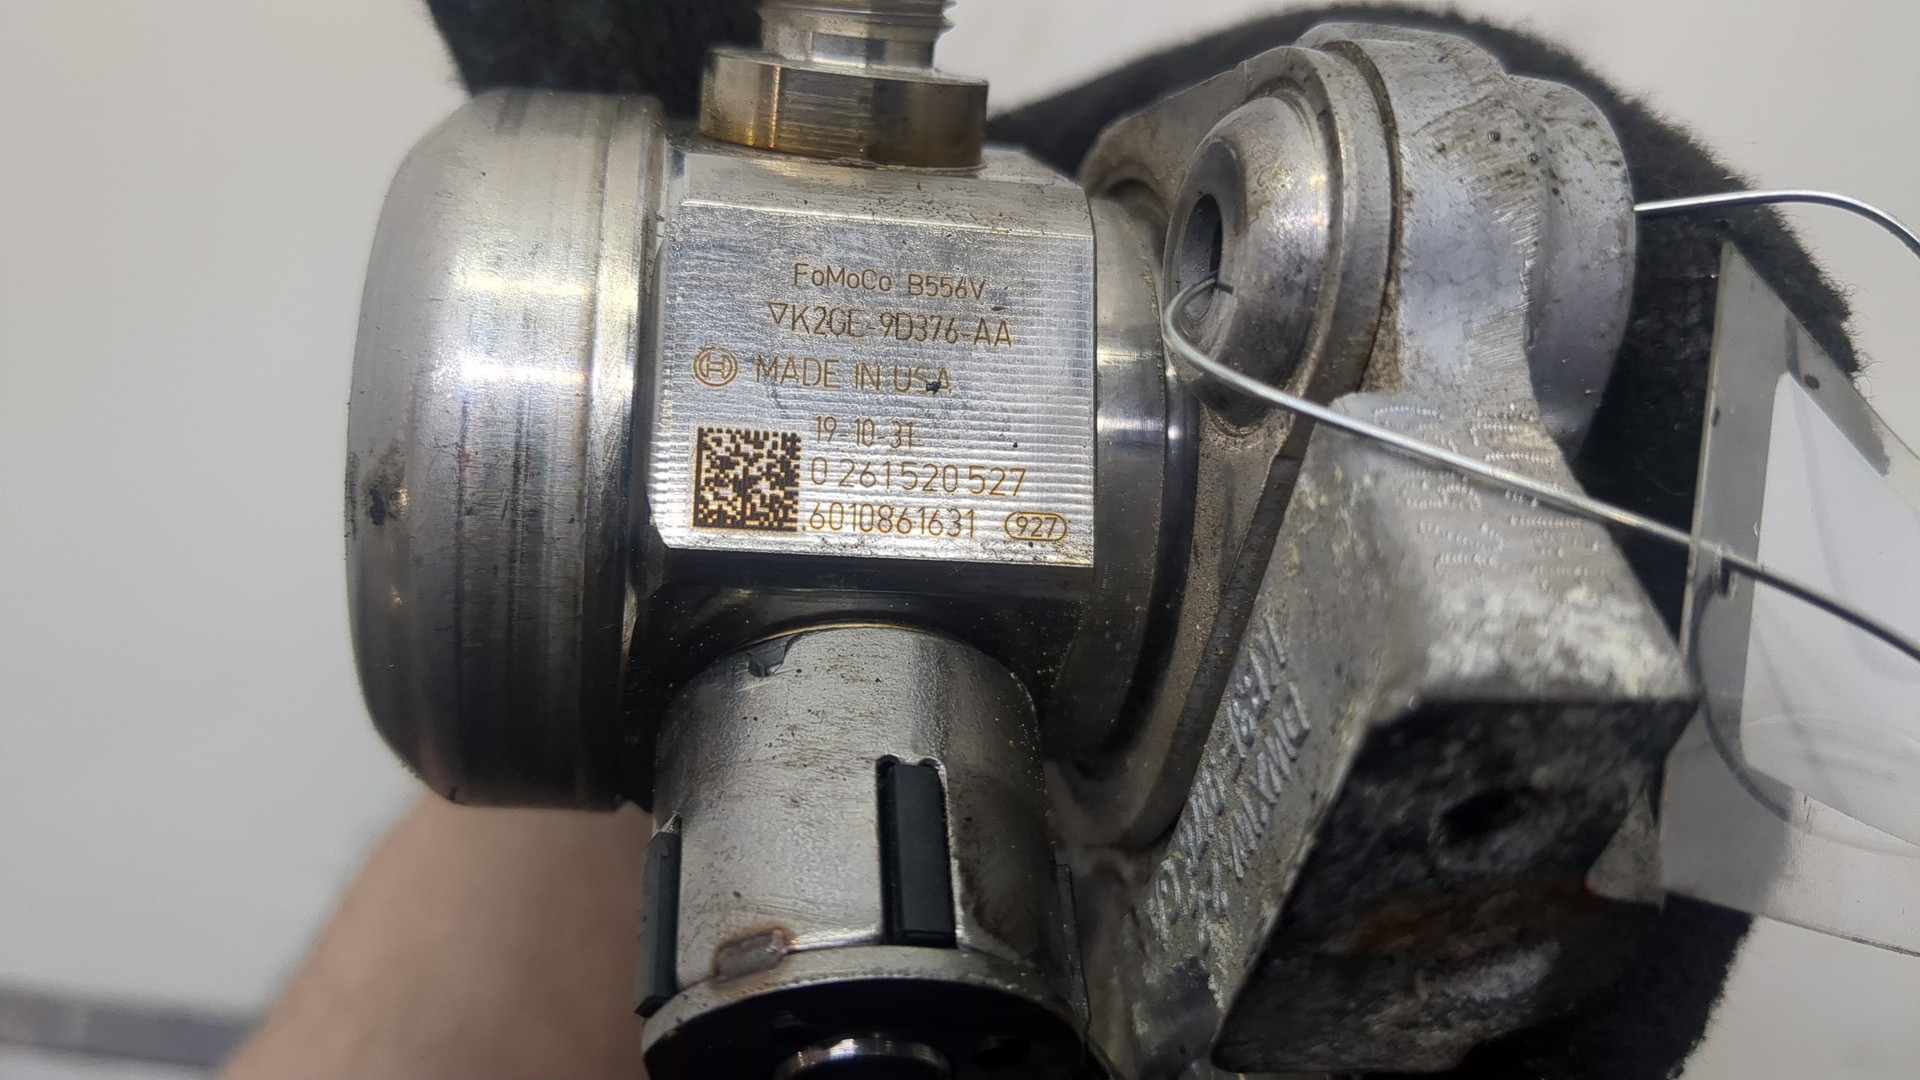 FoMoCo B556V
▽K2GE-9D376-AA
MADE IN USA
19-10-31
0 261 520 527
6010861631 927